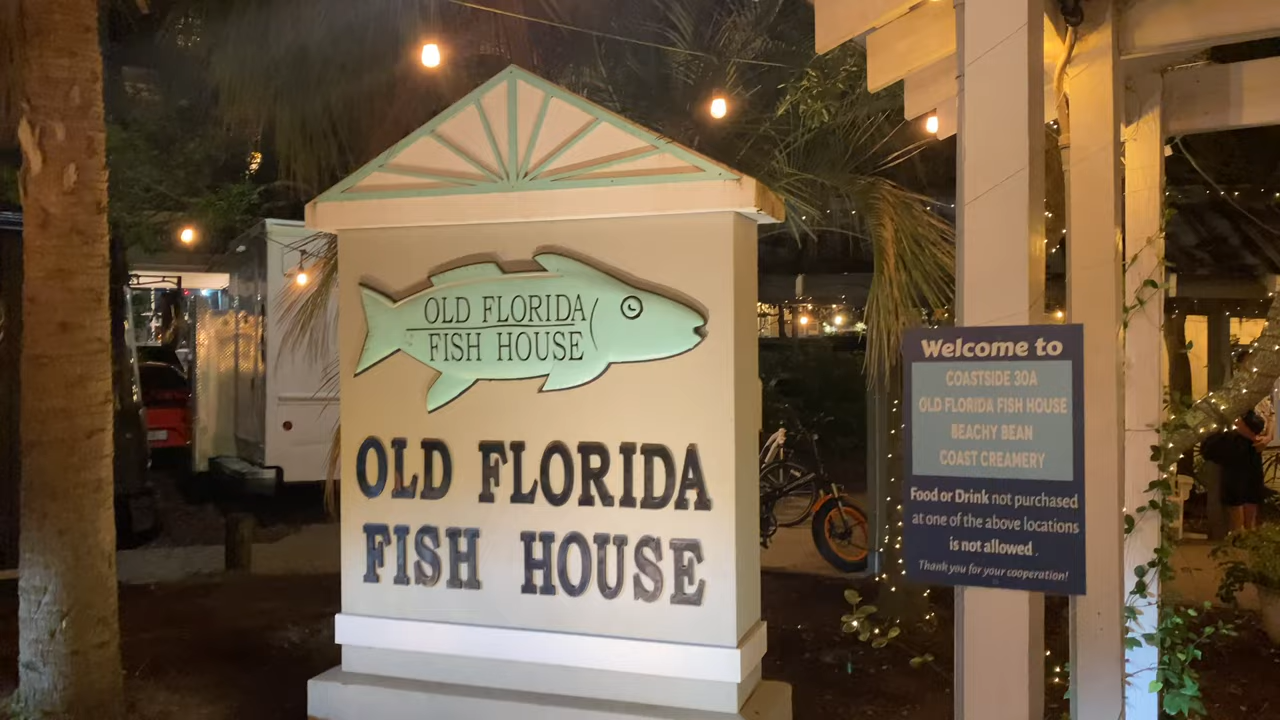 OLD FLORIDA
FISH HOUSE
OLD FLORIDA
FISH HOUSE
Welcome to
COASTSIDE 30A
OLD FLORIDA FISH HOUSE
BEACHY BEAN
COAST CREAMERY
Food or Drink not purchased
at one of the above locations
is not allowed.
Thank you for your cooperation!